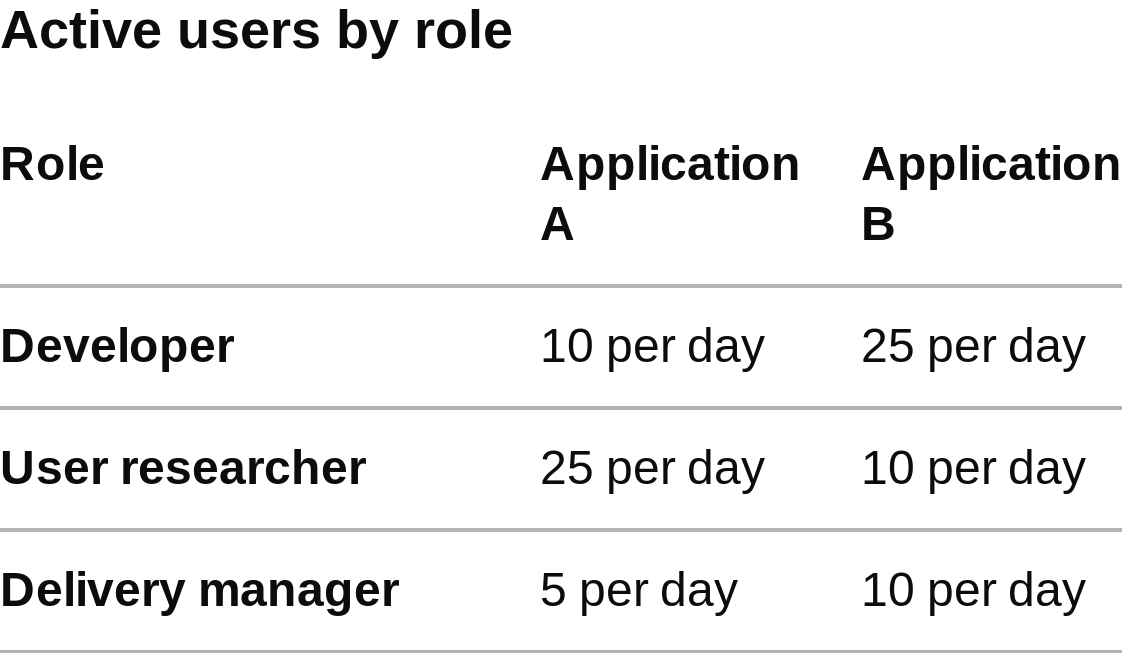 Active users by role
Role Application A Application B
Developer 10 per day 25 per day
User researcher 25 per day 10 per day
Delivery manager 5 per day 10 per day